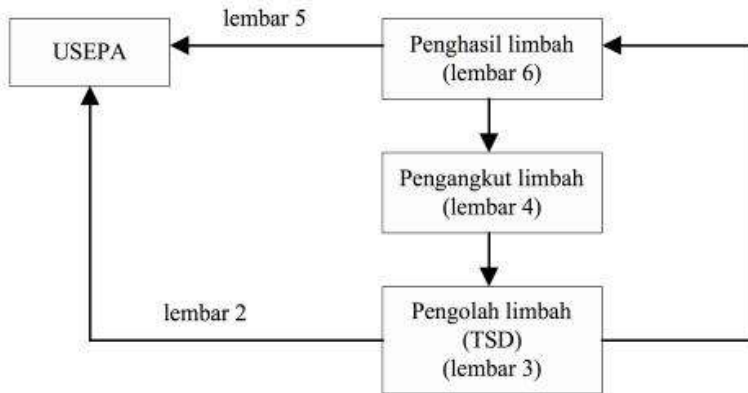 lembar 5
USEPA
Penghasil limbah
(lembar 6)
Pengangkut limbah
(lembar 4)
lembar 2
Pengolah limbah
(TSD)
(lembar 3)